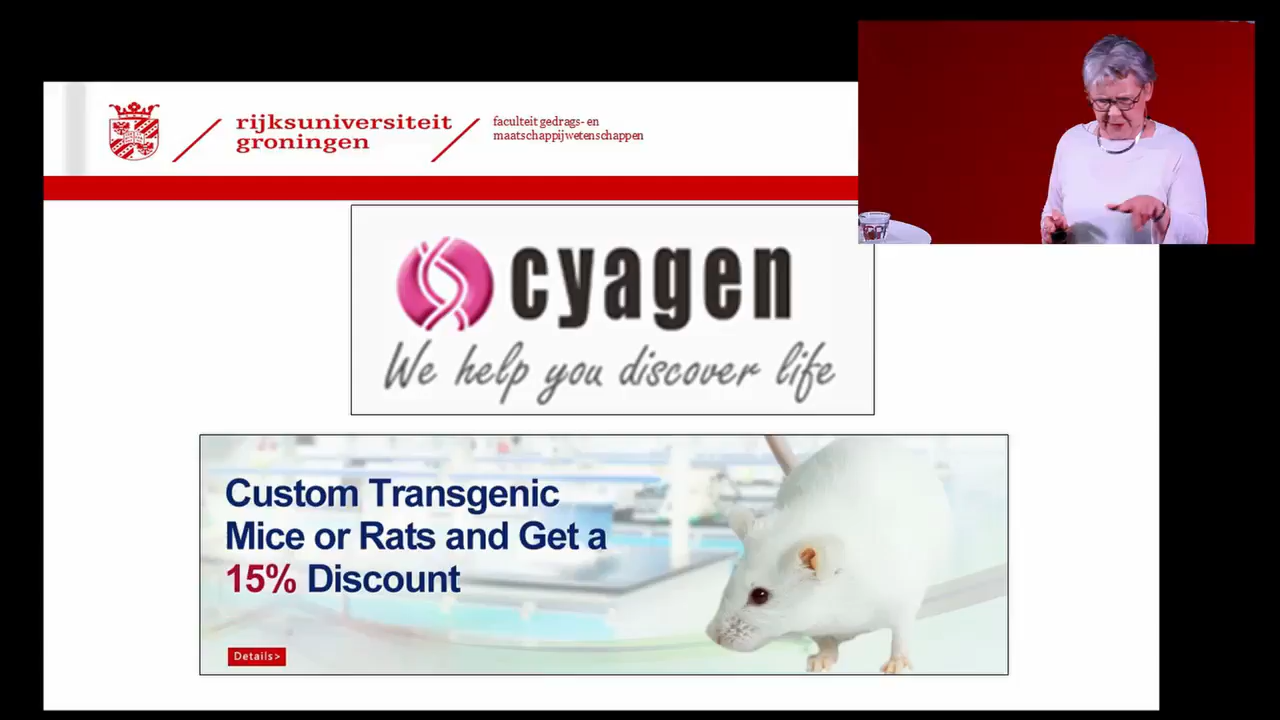 rijksuniversiteit
groningen
faculteit gedrags- en
maatschappijwetenschappen
cyagen
We help you discover life
Custom Transgenic
Mice or Rats and Get a
15% Discount
Details>